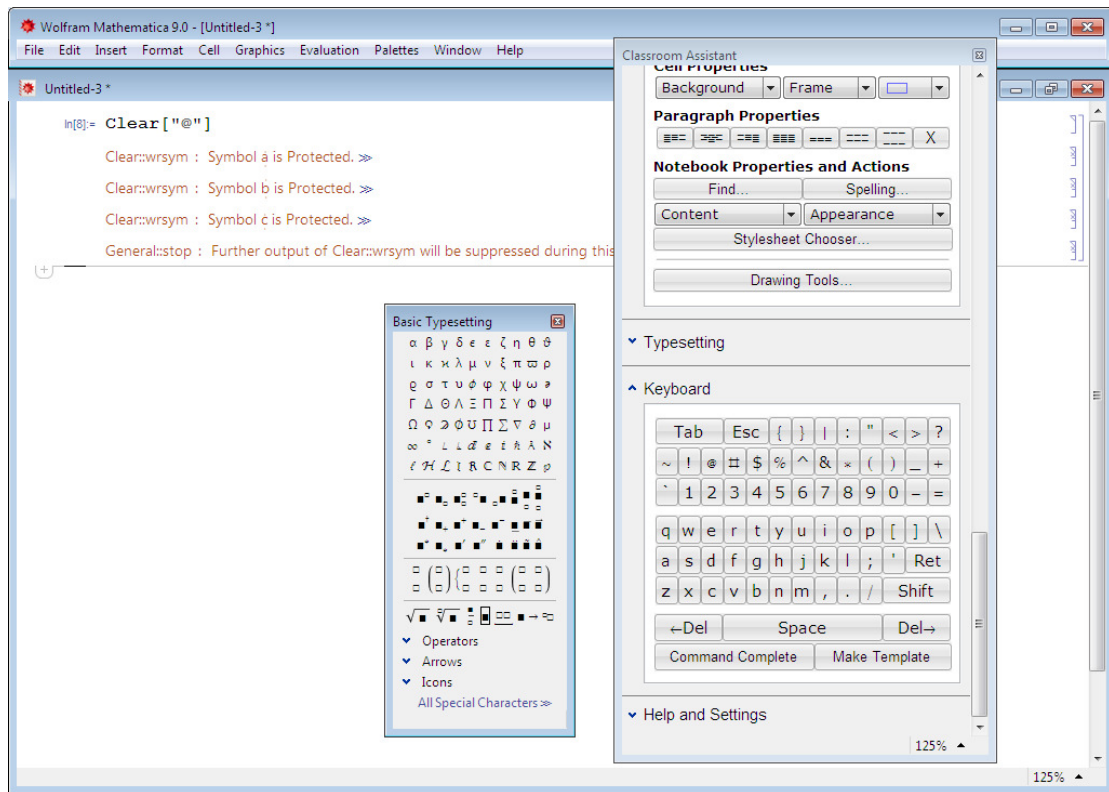 Wolfram Mathematica 9.0 - [Untitled-3 *]
File Edit Insert Format Cell Graphics Evaluation Palettes Window Help
Untitled-3 *
In[8]:= Clear["@"]
Clear::wrsym : Symbol a is Protected. ≫
Clear::wrsym : Symbol b is Protected. ≫
Clear::wrsym : Symbol c is Protected. ≫
General::stop : Further output of Clear::wrsym will be suppressed during this
Basic Typesetting
α β γ δ ϵ ε ζ η θ ϑ
ι κ ϰ λ μ ν ξ π ϖ ρ
ϱ σ τ υ ϕ φ χ ψ ω
Γ Δ Θ Λ Ξ Π Σ Υ Φ Ψ
Ω ∏ ∑ ∇ ∂ μ
∞ ° Å ℵ
Operators
Arrows
Icons
All Special Characters ≫
Classroom Assistant
Cell Properties
Background Frame
Paragraph Properties
X
Notebook Properties and Actions
Find... Spelling...
Content Appearance
Stylesheet Chooser...
Drawing Tools...
Typesetting
Keyboard
Tab Esc { } | : " < > ?
~ ! @ # $ % ^ & * ( ) _ +
` 1 2 3 4 5 6 7 8 9 0 - =
q w e r t y u i o p [ ] \
a s d f g h j k l ; ' Ret
z x c v b n m , . / Shift
←Del Space Del→
Command Complete Make Template
Help and Settings
125%
125%